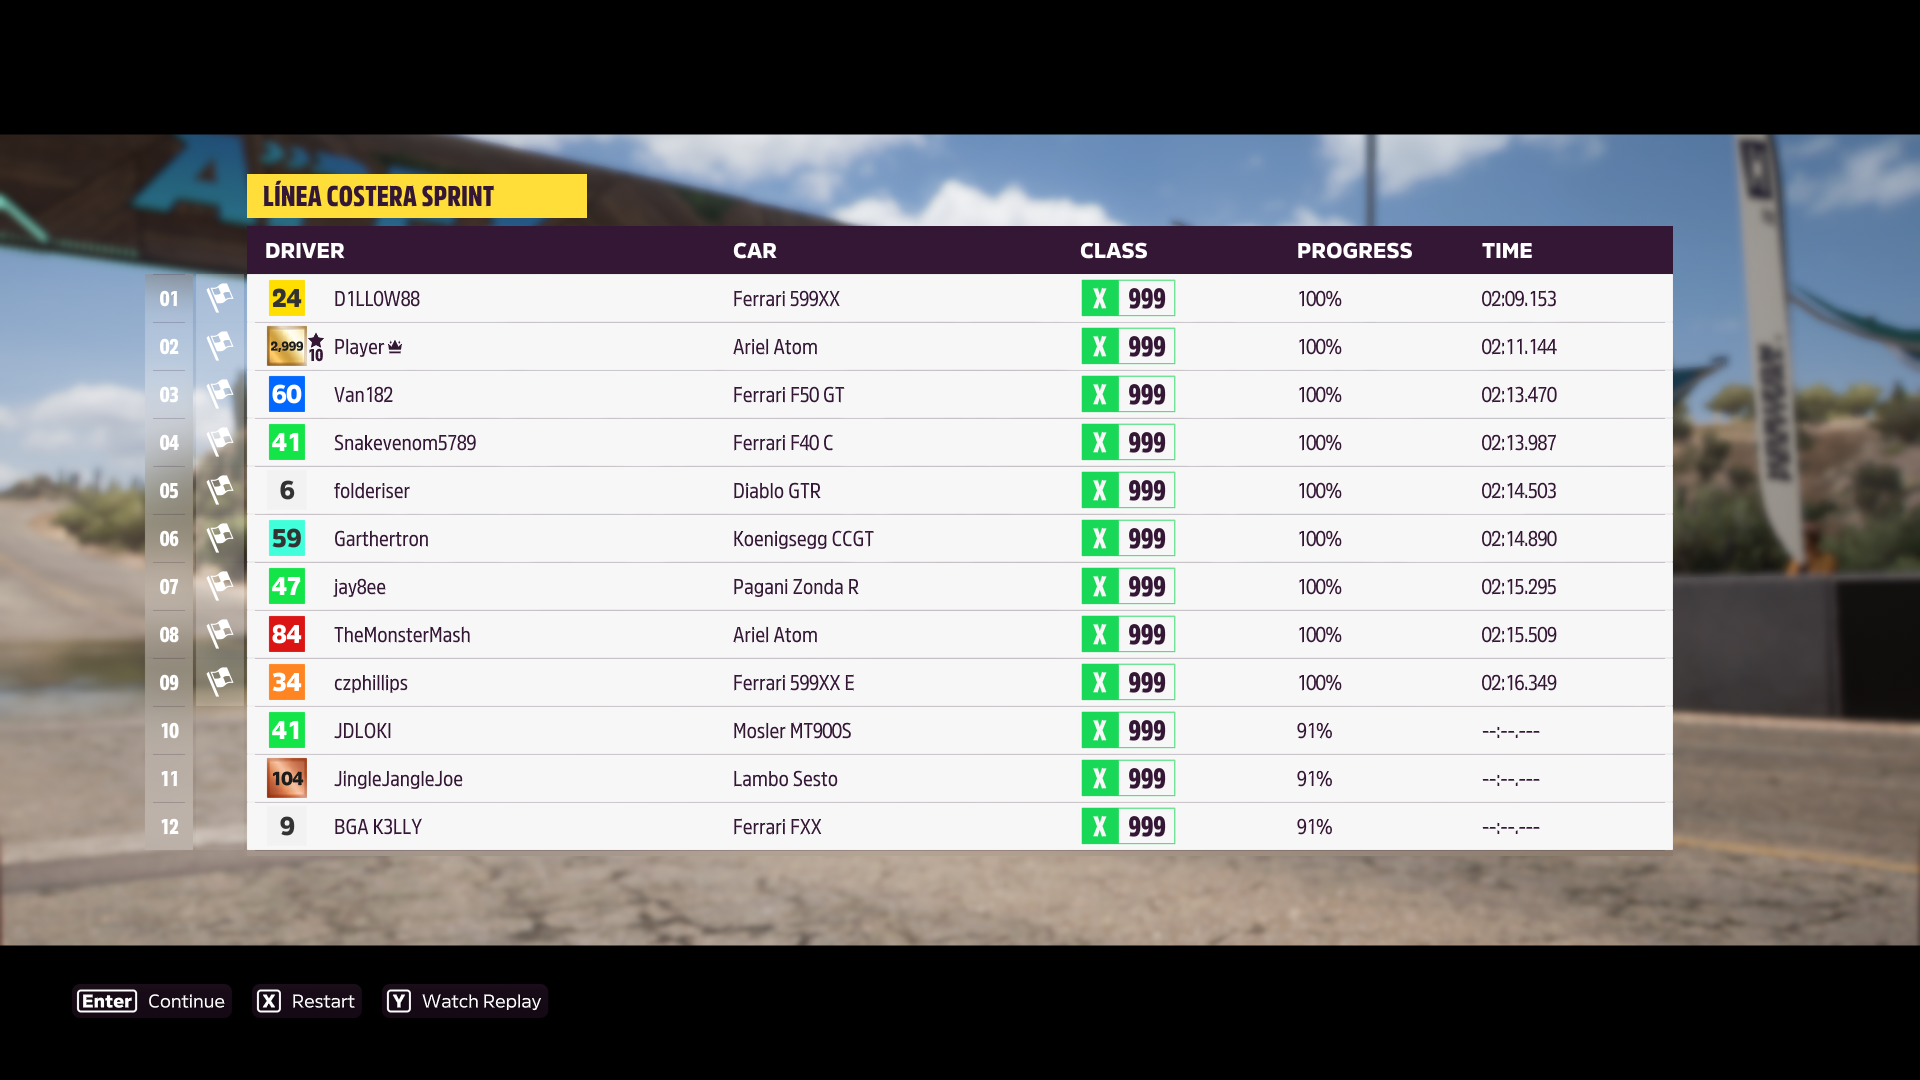 LÍNEA COSTERA SPRINT
DRIVER CAR CLASS PROGRESS TIME
01 24 D1LL0W88 Ferrari 599XX X 999 100% 02:09.153
02 2,999 10 Player Ariel Atom X 999 100% 02:11.144
03 60 Van182 Ferrari F50 GT X 999 100% 02:13.470
04 41 Snakevenom5789 Ferrari F40 C X 999 100% 02:13.987
05 6 folderiser Diablo GTR X 999 100% 02:14.503
06 59 Garthertron Koenigsegg CCGT X 999 100% 02:14.890
07 47 jay8ee Pagani Zonda R X 999 100% 02:15.295
08 84 TheMonsterMash Ariel Atom X 999 100% 02:15.509
09 34 czphillips Ferrari 599XX E X 999 100% 02:16.349
10 41 JDLOKI Mosler MT900S X 999 91% --:--.---
11 104 JingleJangleJoe Lambo Sesto X 999 91% --:--.---
12 9 BGA K3LLY Ferrari FXX X 999 91% --:--.---
Enter Continue X Restart Y Watch Replay